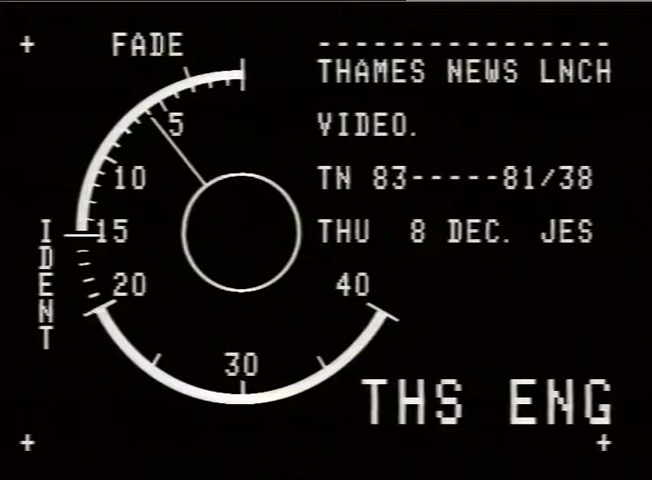 FADE
----------------
THAMES NEWS LNCH
VIDEO.
TN 83-----81/38
THU 8 DEC. JES
5
10
15
20
30
40
IDENT
THS ENG